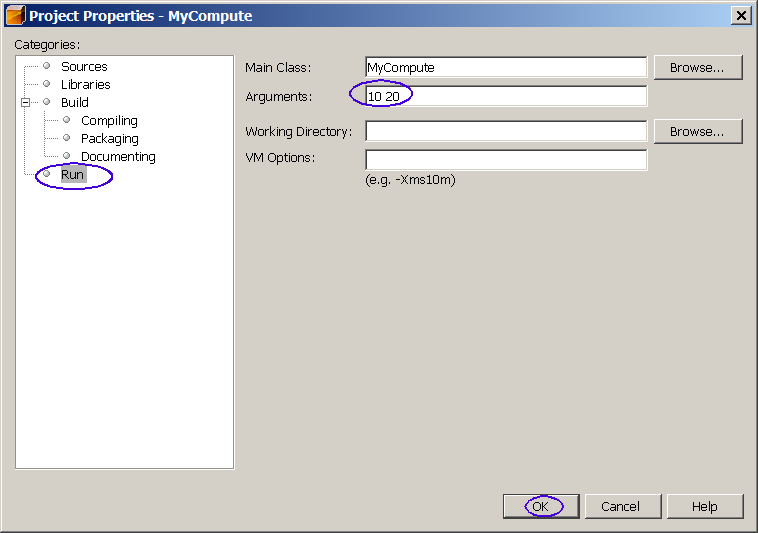 Project Properties - MyCompute
Categories:
Sources
Libraries
Build
Compiling
Packaging
Documenting
Run
Main Class: MyCompute Browse...
Arguments: 10 20
Working Directory: Browse...
VM Options:
(e.g. -Xms10m)
OK Cancel Help